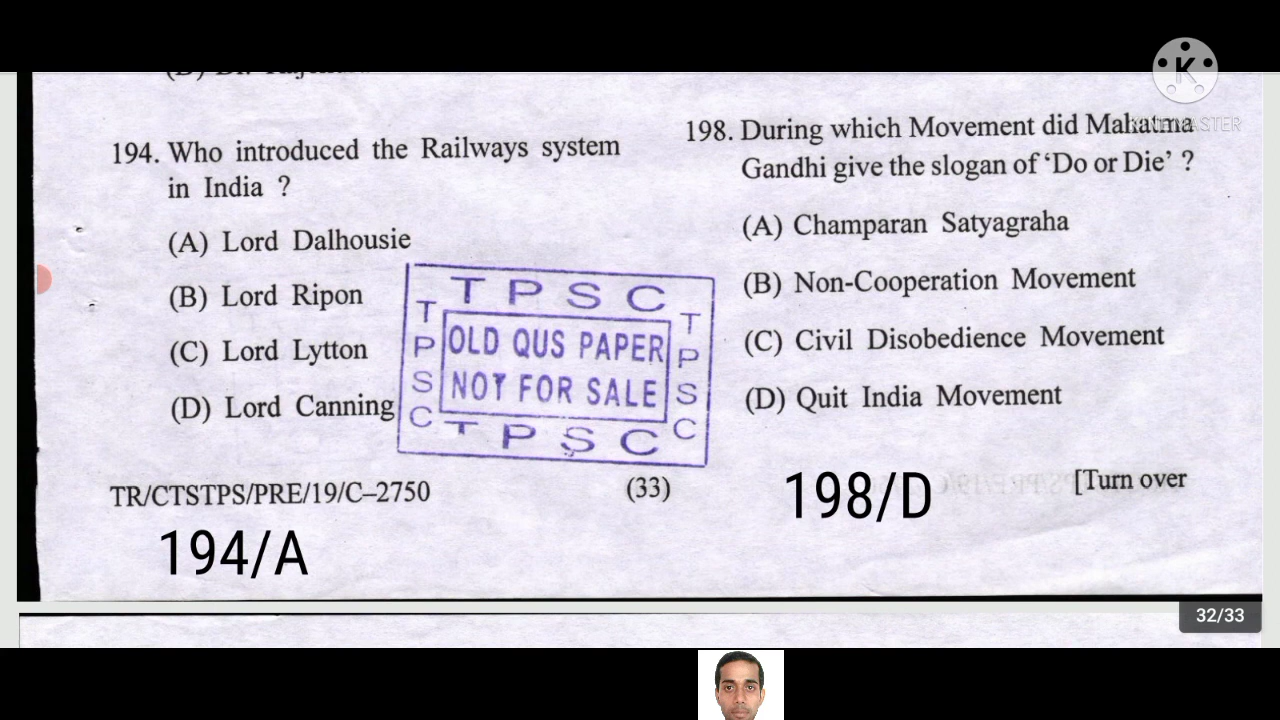 194. Who introduced the Railways system
in India ?
(A) Lord Dalhousie
(B) Lord Ripon
(C) Lord Lytton
(D) Lord Canning
TR/CTSTPS/PRE/19/C–2750
(33)
194/A
T P S C
T P S C
OLD QUS PAPER
NOT FOR SALE
T P S C
T P S C
K
KINEMASTER
198. During which Movement did Mahatma
Gandhi give the slogan of ‘Do or Die’ ?
(A) Champaran Satyagraha
(B) Non-Cooperation Movement
(C) Civil Disobedience Movement
(D) Quit India Movement
198/D
[Turn over
32/33